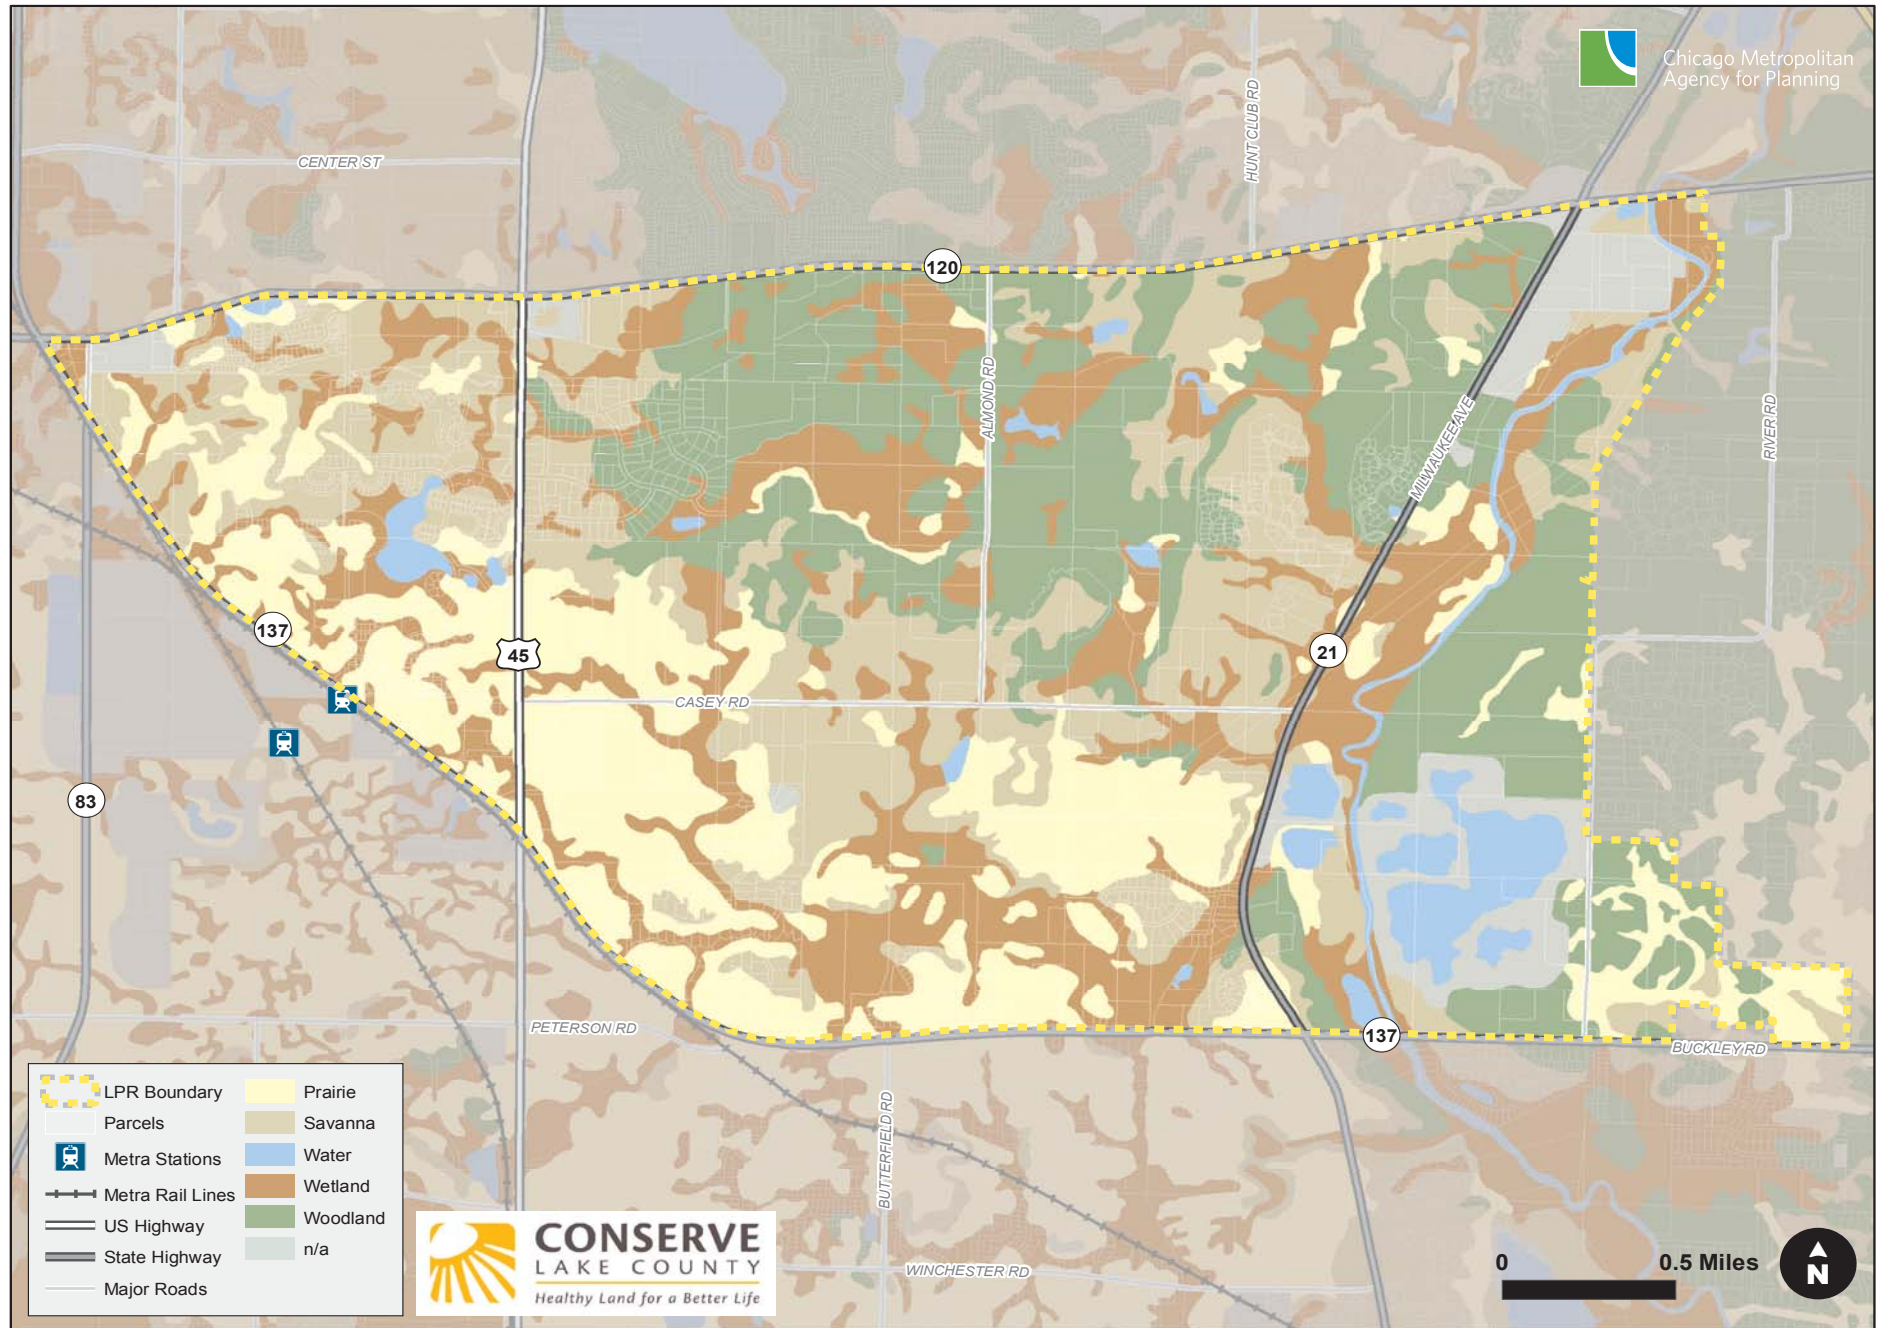 Chicago Metropolitan
Agency for Planning
CENTER ST
HUNT CLUB RD
120
ALMOND RD
MILWAUKEE AVE
RIVER RD
137
45
21
CASEY RD
83
PETERSON RD
137
BUCKLEY RD
BUTTERFIELD RD
WINCHESTER RD
LPR Boundary
Parcels
Metra Stations
Metra Rail Lines
US Highway
State Highway
Major Roads
Prairie
Savanna
Water
Wetland
Woodland
n/a
CONSERVE
LAKE COUNTY
Healthy Land for a Better Life
0 0.5 Miles
N